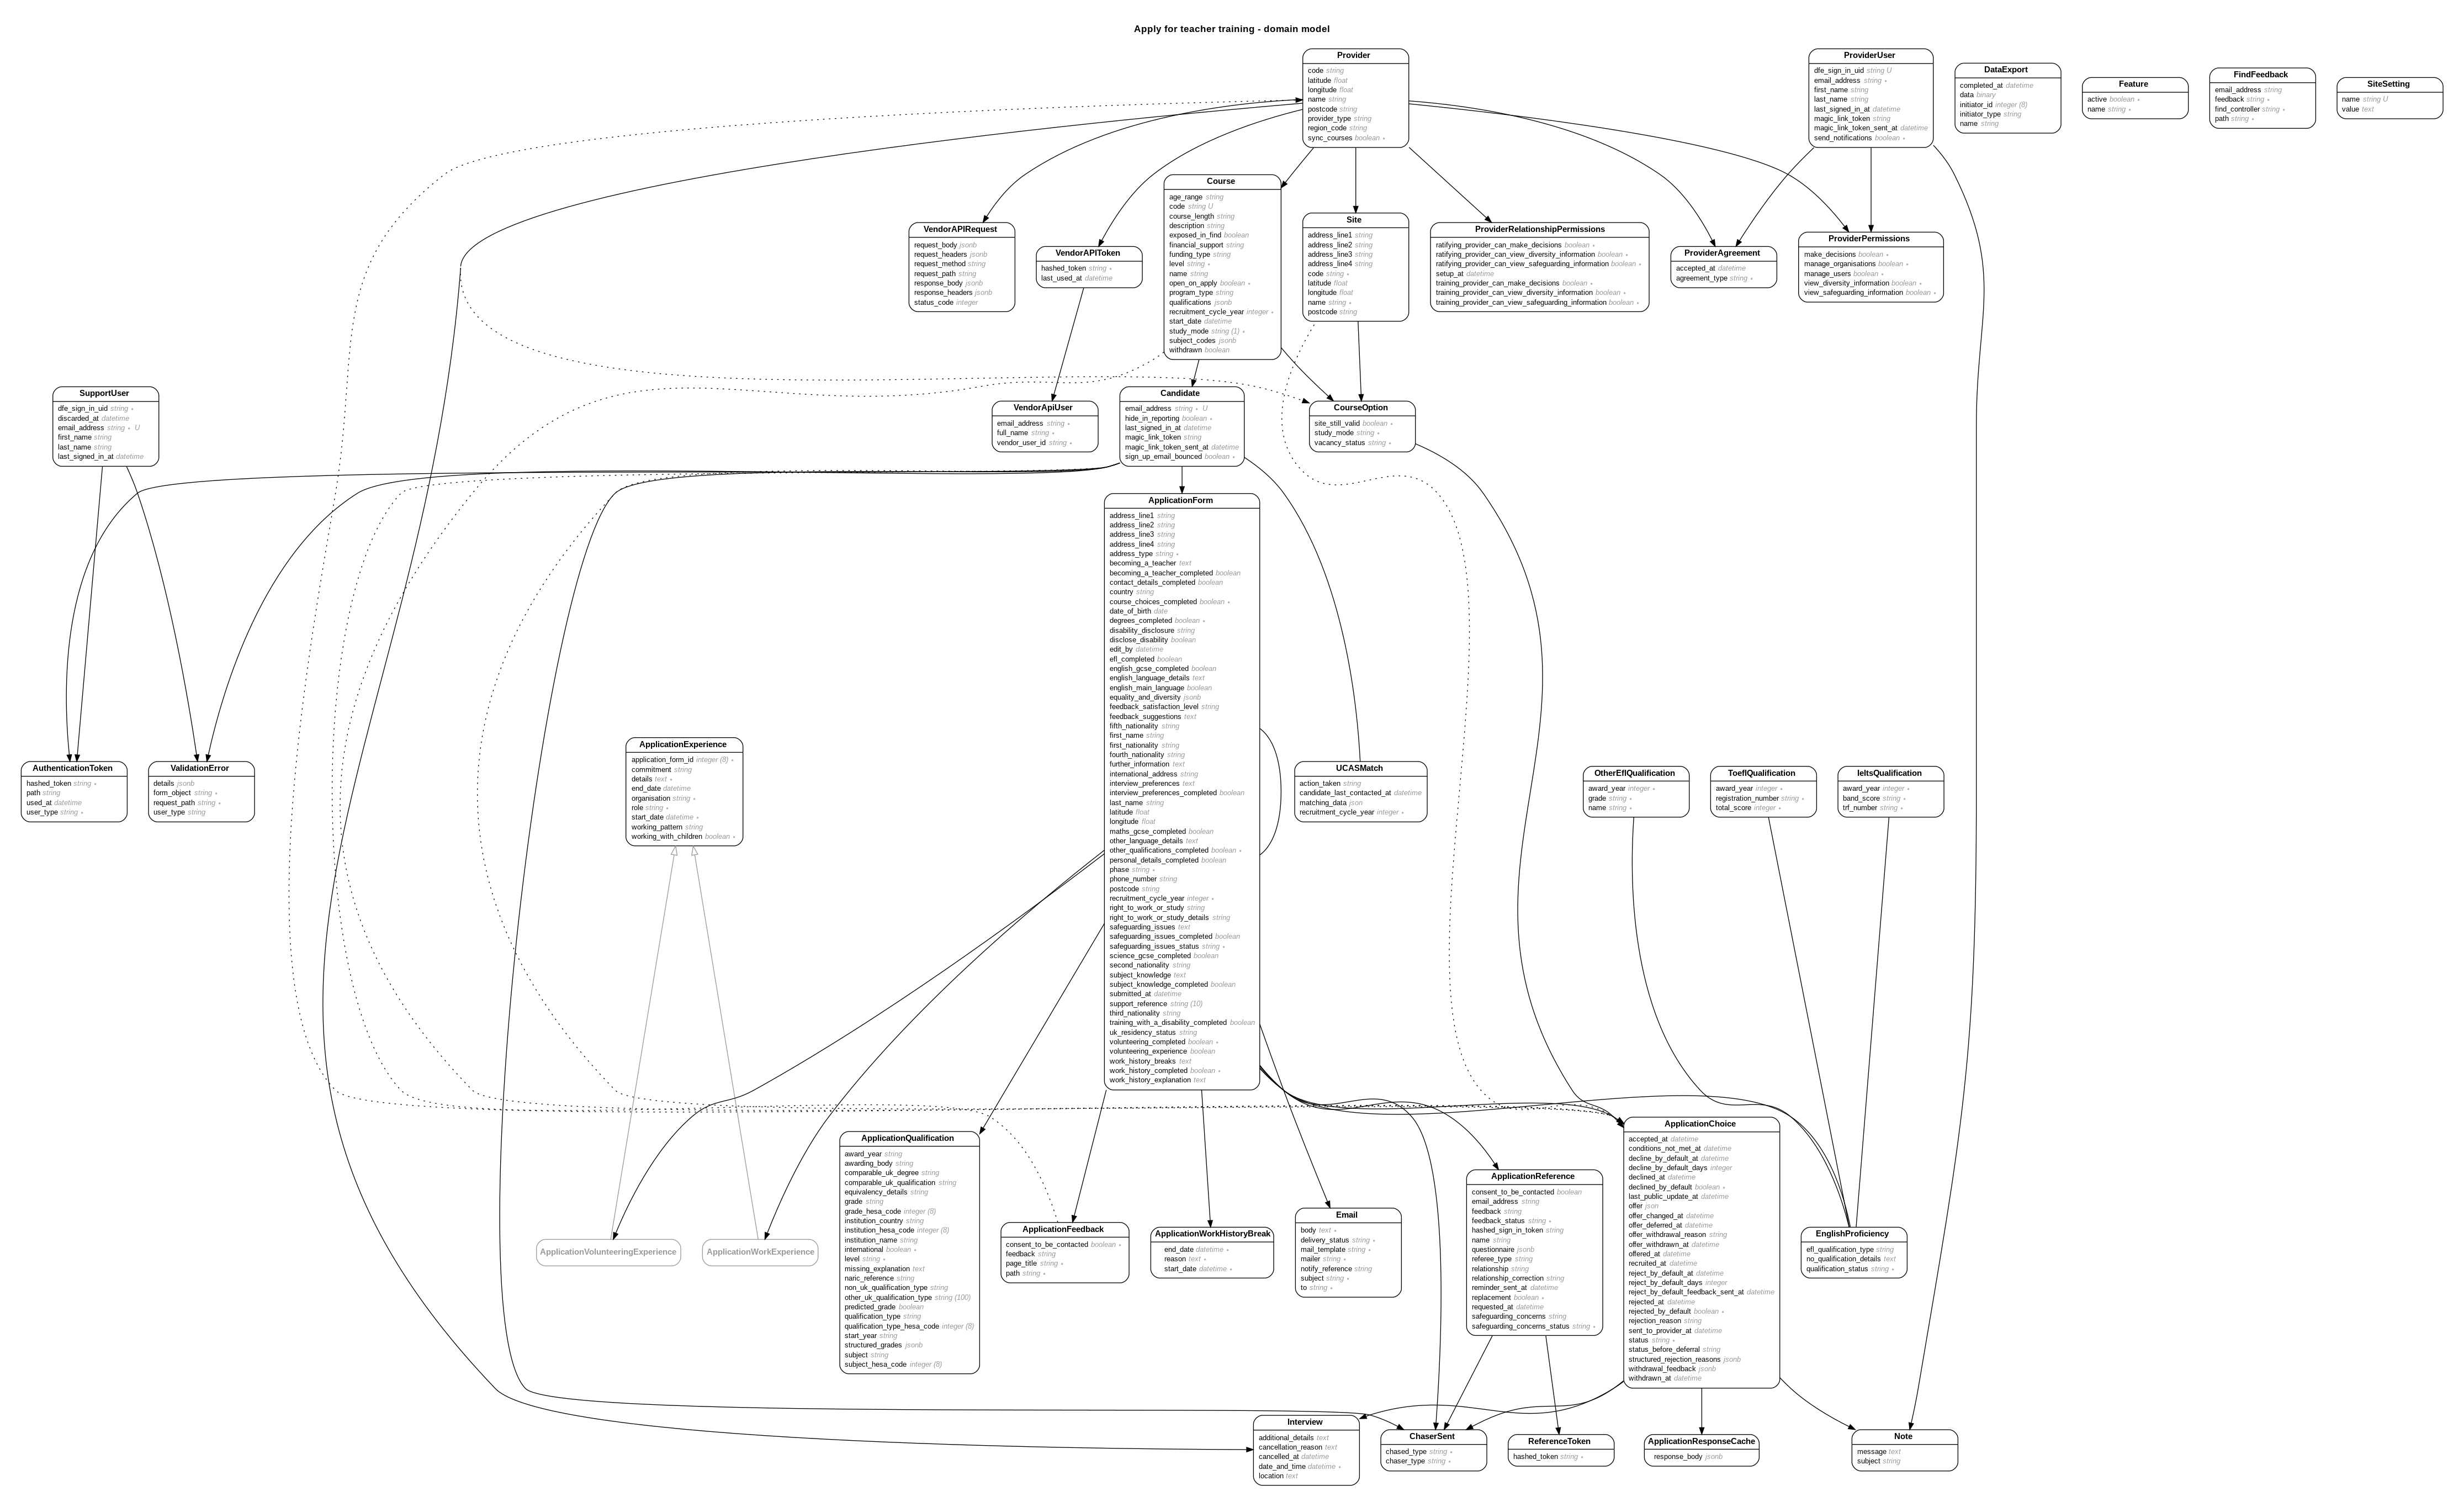 Apply for teacher training - domain model
Provider
code string
latitude float
longitude float
name string
postcode string
provider_type string
region_code string
sync_courses boolean *
ProviderUser
dfe_sign_in_uid string U
email_address string *
first_name string
last_name string
last_signed_in_at datetime
magic_link_token string
magic_link_token_sent_at datetime
send_notifications boolean *
DataExport
completed_at datetime
data binary
initiator_id integer (8)
initiator_type string
name string
Feature
active boolean *
name string *
FindFeedback
email_address string
feedback string *
find_controller string *
path string *
SiteSetting
name string U
value text
Course
age_range string
code string U
course_length string
description string
exposed_in_find boolean
financial_support string
funding_type string
level string *
name string
open_on_apply boolean *
program_type string
qualifications jsonb
recruitment_cycle_year integer *
start_date datetime
study_mode string (1) *
subject_codes jsonb
withdrawn boolean
Site
address_line1 string
address_line2 string
address_line3 string
address_line4 string
code string *
latitude float
longitude float
name string *
postcode string
VendorAPIRequest
request_body jsonb
request_headers jsonb
request_method string
request_path string
response_body jsonb
response_headers jsonb
status_code integer
VendorAPIToken
hashed_token string *
last_used_at datetime
ProviderRelationshipPermissions
ratifying_provider_can_make_decisions boolean *
ratifying_provider_can_view_diversity_information boolean *
ratifying_provider_can_view_safeguarding_information boolean *
setup_at datetime
training_provider_can_make_decisions boolean *
training_provider_can_view_diversity_information boolean *
training_provider_can_view_safeguarding_information boolean *
ProviderAgreement
accepted_at datetime
agreement_type string *
ProviderPermissions
make_decisions boolean *
manage_organisations boolean *
manage_users boolean *
view_diversity_information boolean *
view_safeguarding_information boolean *
SupportUser
dfe_sign_in_uid string *
discarded_at datetime
email_address string * U
first_name string
last_name string
last_signed_in_at datetime
VendorApiUser
email_address string *
full_name string *
vendor_user_id string *
Candidate
email_address string * U
hide_in_reporting boolean *
last_signed_in_at datetime
magic_link_token string
magic_link_token_sent_at datetime
sign_up_email_bounced boolean *
CourseOption
site_still_valid boolean *
study_mode string *
vacancy_status string *
ApplicationForm
address_line1 string
address_line2 string
address_line3 string
address_line4 string
address_type string *
becoming_a_teacher text
becoming_a_teacher_completed boolean
contact_details_completed boolean
country string
course_choices_completed boolean *
date_of_birth date
degrees_completed boolean *
disability_disclosure string
disclose_disability boolean
edit_by datetime
efl_completed boolean
english_gcse_completed boolean
english_language_details text
english_main_language boolean
equality_and_diversity jsonb
feedback_satisfaction_level string
feedback_suggestions text
fifth_nationality string
first_name string
first_nationality string
fourth_nationality string
further_information text
international_address string
interview_preferences text
interview_preferences_completed boolean
last_name string
latitude float
longitude float
maths_gcse_completed boolean
other_language_details text
other_qualifications_completed boolean *
personal_details_completed boolean
phase string *
phone_number string
postcode string
recruitment_cycle_year integer *
right_to_work_or_study string
right_to_work_or_study_details string
safeguarding_issues text
safeguarding_issues_completed boolean
safeguarding_issues_status string *
science_gcse_completed boolean
second_nationality string
subject_knowledge text
subject_knowledge_completed boolean
submitted_at datetime
support_reference string (10)
third_nationality string
training_with_a_disability_completed boolean
uk_residency_status string
volunteering_completed boolean *
volunteering_experience boolean
work_history_breaks text
work_history_completed boolean *
work_history_explanation text
AuthenticationToken
hashed_token string *
path string
used_at datetime
user_type string *
ValidationError
details jsonb
form_object string *
request_path string *
user_type string
ApplicationExperience
application_form_id integer (8) *
commitment string
details text *
end_date datetime
organisation string *
role string *
start_date datetime *
working_pattern string
working_with_children boolean *
UCASMatch
action_taken string
candidate_last_contacted_at datetime
matching_data json
recruitment_cycle_year integer *
OtherEflQualification
award_year integer *
grade string *
name string *
ToeflQualification
award_year integer *
registration_number string *
total_score integer *
IeltsQualification
award_year integer *
band_score string *
trf_number string *
ApplicationVolunteeringExperience
ApplicationWorkExperience
ApplicationQualification
award_year string
awarding_body string
comparable_uk_degree string
comparable_uk_qualification string
equivalency_details string
grade string
grade_hesa_code integer (8)
institution_country string
institution_hesa_code integer (8)
institution_name string
international boolean *
level string *
missing_explanation text
naric_reference string
non_uk_qualification_type string
other_uk_qualification_type string (100)
predicted_grade boolean
qualification_type string
qualification_type_hesa_code integer (8)
start_year string
structured_grades jsonb
subject string
subject_hesa_code integer (8)
ApplicationFeedback
consent_to_be_contacted boolean *
feedback string
page_title string *
path string *
ApplicationWorkHistoryBreak
end_date datetime *
reason text *
start_date datetime *
Email
body text *
delivery_status string *
mail_template string *
mailer string *
notify_reference string
subject string *
to string *
ApplicationReference
consent_to_be_contacted boolean
email_address string
feedback string
feedback_status string *
hashed_sign_in_token string
name string
questionnaire jsonb
referee_type string
relationship string
relationship_correction string
reminder_sent_at datetime
replacement boolean *
requested_at datetime
safeguarding_concerns string
safeguarding_concerns_status string *
ApplicationChoice
accepted_at datetime
conditions_not_met_at datetime
decline_by_default_at datetime
decline_by_default_days integer
declined_at datetime
declined_by_default boolean *
last_public_update_at datetime
offer json
offer_changed_at datetime
offer_deferred_at datetime
offer_withdrawal_reason string
offer_withdrawn_at datetime
offered_at datetime
recruited_at datetime
reject_by_default_at datetime
reject_by_default_days integer
reject_by_default_feedback_sent_at datetime
rejected_at datetime
rejected_by_default boolean *
rejection_reason string
sent_to_provider_at datetime
status string *
status_before_deferral string
structured_rejection_reasons jsonb
withdrawal_feedback jsonb
withdrawn_at datetime
EnglishProficiency
efl_qualification_type string
no_qualification_details text
qualification_status string *
Interview
additional_details text
cancellation_reason text
cancelled_at datetime
date_and_time datetime *
location text
ChaserSent
chased_type string *
chaser_type string *
ReferenceToken
hashed_token string *
ApplicationResponseCache
response_body jsonb
Note
message text
subject string